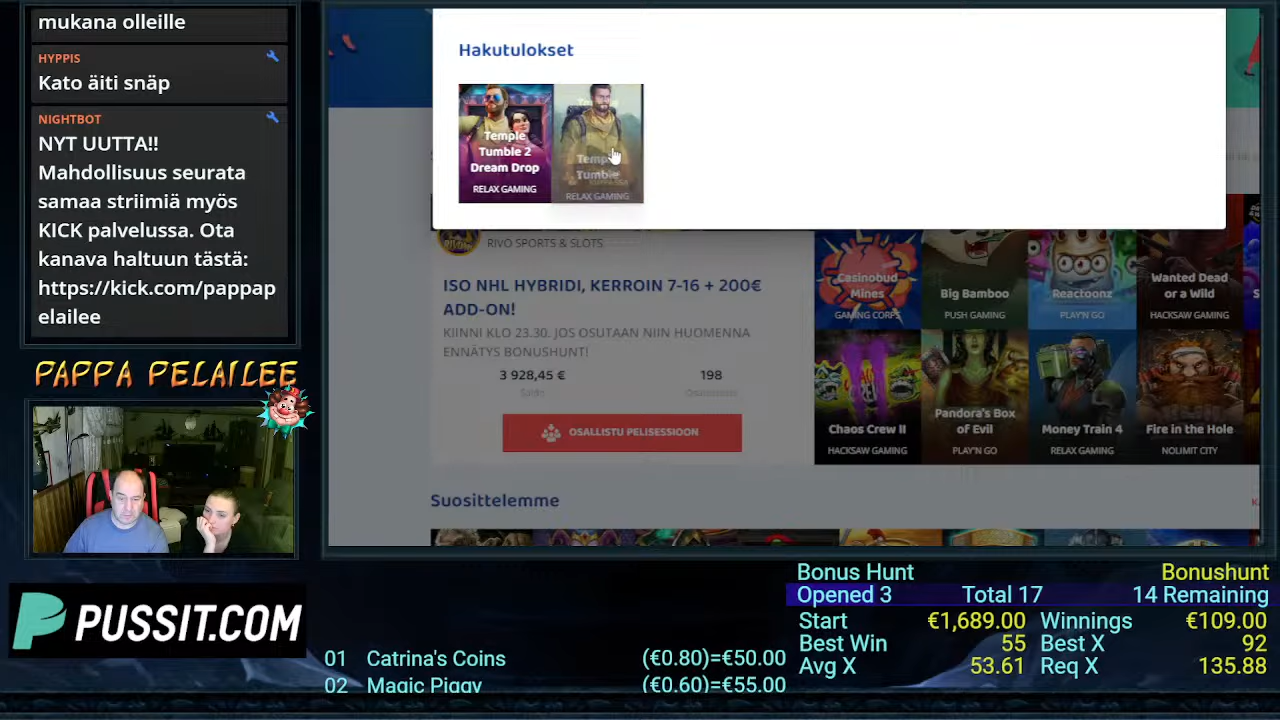 mukana olleille
HYPPIS
Kato äiti snäp
NIGHTBOT
NYT UUTTA!!
Mahdollisuus seurata
samaa striimiä myös
KICK palvelussa. Ota
kanava haltuun tästä:
https://kick.com/pappap
elailee
PAPPA PELAILEE
PUSSIT.COM
Hakutulokset
Temple
Tumble 2
Dream Drop
RELAX GAMING
Temple
Tumble
RELAX GAMING
RIVO SPORTS & SLOTS
ISO NHL HYBRIDI, KERROIN 7-16 + 200€
ADD-ON!
KIINNI KLO 23.30. JOS OSUTAAN NIIN HUOMENNA
ENNÄTYS BONUSHUNT!
3 928,45 € 198
Saldo
OSALLISTU PELISESSIOON
Casinobud
Mines
GAMING CORPS
Big Bamboo
PUSH GAMING
Reactoonz
PLAY'N GO
Wanted Dead
or a Wild
HACKSAW GAMING
Chaos Crew II
HACKSAW GAMING
Pandora's Box
of Evil
PLAY'N GO
Money Train 4
RELAX GAMING
Fire in the Hole
NOLIMIT CITY
Suosittelemme
Bonus Hunt Bonushunt
Opened 3 Total 17 14 Remaining
Start €1,689.00 Winnings €109.00
Best Win 55 Best X 92
Avg X 53.61 Req X 135.88
01 Catrina's Coins (€0.80)=€50.00
02 Magic Piggy (€0.60)=€55.00